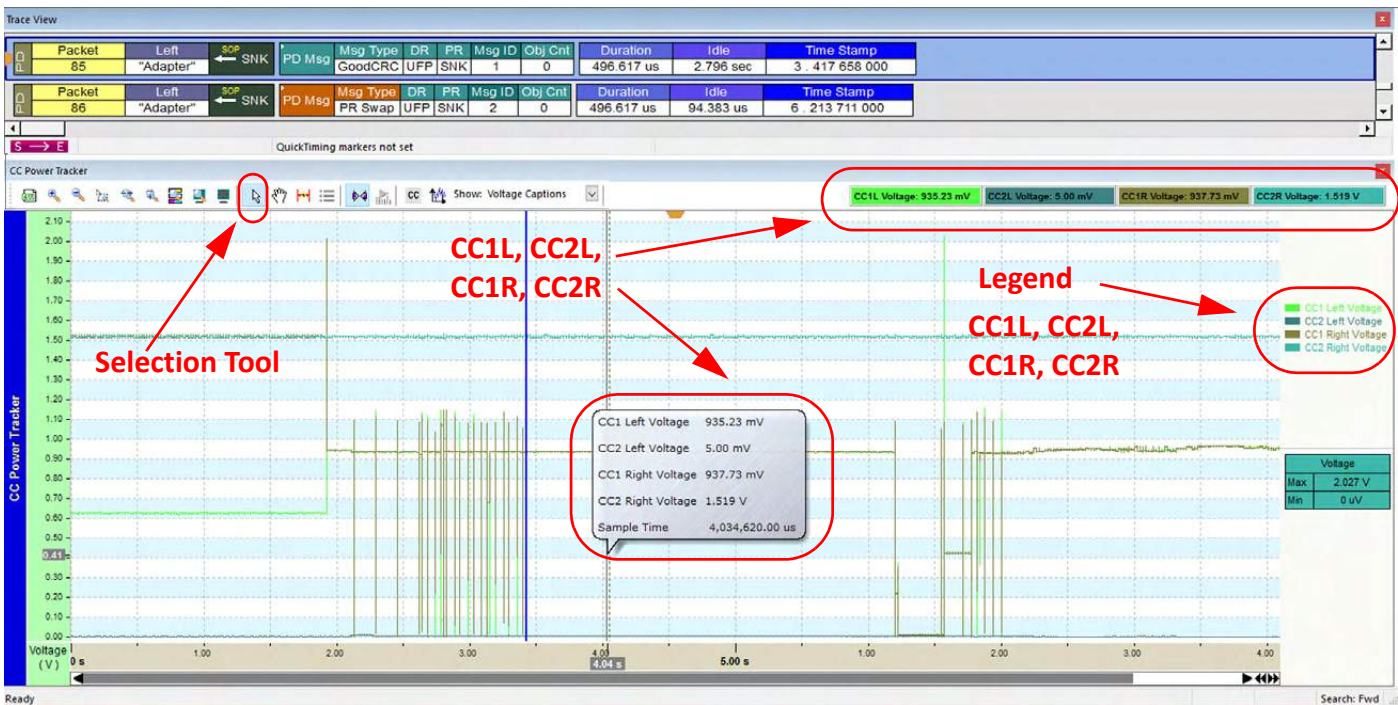 Trace View
Packet Left SOP SNK PD Msg Msg Type DR PR Msg ID Obj Cnt Duration Idle Time Stamp
PD 85 "Adapter" GoodCRC UFP SNK 1 0 496.617 us 2.796 sec 3 . 417 658 000
Packet Left SOP SNK PD Msg Msg Type DR PR Msg ID Obj Cnt Duration Idle Time Stamp
PD 86 "Adapter" PR Swap UFP SNK 2 0 496.617 us 94.383 us 6 . 213 711 000
S → E QuickTiming markers not set
CC Power Tracker
CC Show: Voltage Captions CC1L Voltage: 935.23 mV CC2L Voltage: 5.00 mV CC1R Voltage: 937.73 mV CC2R Voltage: 1.519 V
CC1L, CC2L,
CC1R, CC2R
Legend
CC1L, CC2L,
CC1R, CC2R
CC1 Left Voltage
CC2 Left Voltage
CC1 Right Voltage
CC2 Right Voltage
Selection Tool
2.10
2.00
1.90
1.80
1.70
1.60
1.50
1.40
1.30
1.20
1.10
1.00
0.90
0.80
0.70
0.60
0.50
0.41
0.30
0.20
0.10
0.00
CC Power Tracker
CC1 Left Voltage 935.23 mV
CC2 Left Voltage 5.00 mV
CC1 Right Voltage 937.73 mV
CC2 Right Voltage 1.519 V
Sample Time 4,034,620.00 us
Voltage
Max 2.027 V
Min 0 uV
Voltage
(V) 0 s 1.00 2.00 3.00 4.00 4.04 s 5.00 s 1.00 2.00 3.00 4.00
Ready Search: Fwd